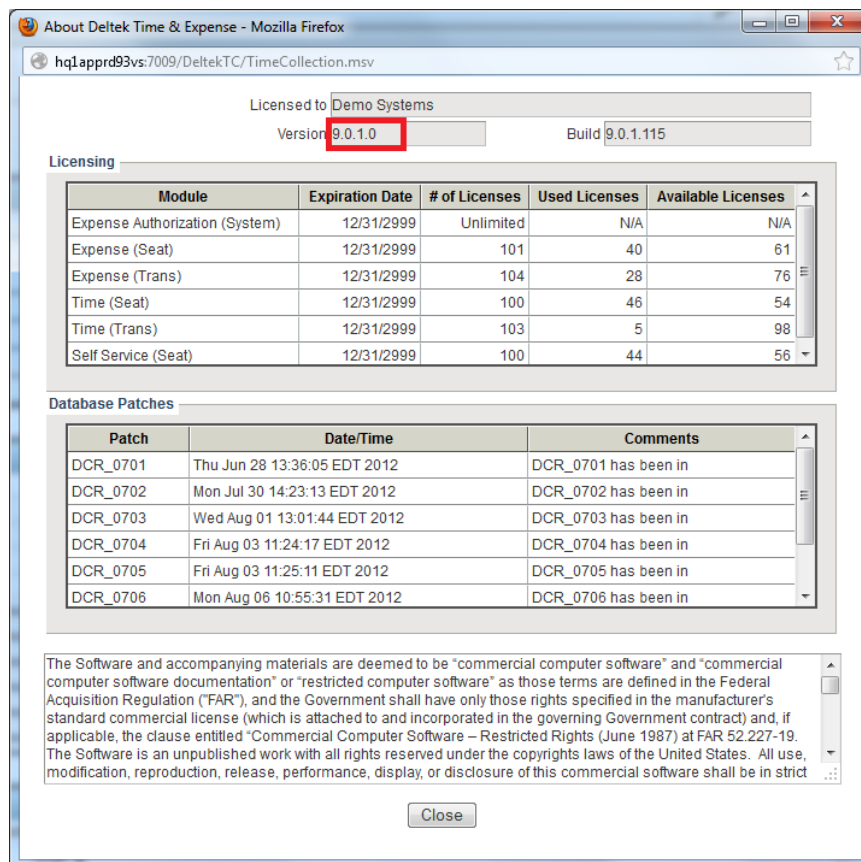 About Deltek Time & Expense - Mozilla Firefox
hq1apprd93vs:7009/DeltekTC/TimeCollection.msv
Licensed to Demo Systems
Version 9.0.1.0 Build 9.0.1.115
Licensing
Module Expiration Date # of Licenses Used Licenses Available Licenses
Expense Authorization (System) 12/31/2999 Unlimited N/A N/A
Expense (Seat) 12/31/2999 101 40 61
Expense (Trans) 12/31/2999 104 28 76
Time (Seat) 12/31/2999 100 46 54
Time (Trans) 12/31/2999 103 5 98
Self Service (Seat) 12/31/2999 100 44 56
Database Patches
Patch Date/Time Comments
DCR_0701 Thu Jun 28 13:36:05 EDT 2012 DCR_0701 has been in
DCR_0702 Mon Jul 30 14:23:13 EDT 2012 DCR_0702 has been in
DCR_0703 Wed Aug 01 13:01:44 EDT 2012 DCR_0703 has been in
DCR_0704 Fri Aug 03 11:24:17 EDT 2012 DCR_0704 has been in
DCR_0705 Fri Aug 03 11:25:11 EDT 2012 DCR_0705 has been in
DCR_0706 Mon Aug 06 10:55:31 EDT 2012 DCR_0706 has been in
The Software and accompanying materials are deemed to be “commercial computer software” and “commercial
computer software documentation” or “restricted computer software” as those terms are defined in the Federal
Acquisition Regulation ("FAR"), and the Government shall have only those rights specified in the manufacturer's
standard commercial license (which is attached to and incorporated in the governing Government contract) and, if
applicable, the clause entitled “Commercial Computer Software – Restricted Rights (June 1987) at FAR 52.227-19.
The Software is an unpublished work with all rights reserved under the copyrights laws of the United States. All use,
modification, reproduction, release, performance, display, or disclosure of this commercial software shall be in strict
Close